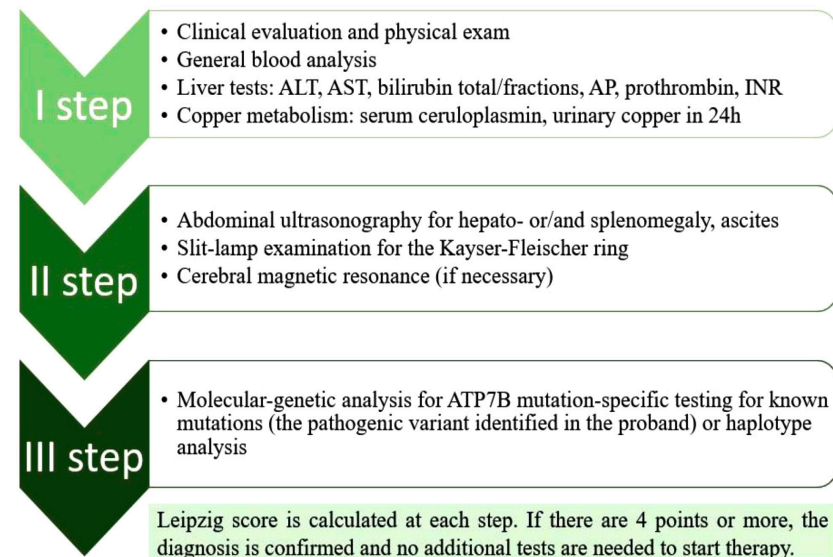 I step
• Clinical evaluation and physical exam
• General blood analysis
• Liver tests: ALT, AST, bilirubin total/fractions, AP, prothrombin, INR
• Copper metabolism: serum ceruloplasmin, urinary copper in 24h
II step
• Abdominal ultrasonography for hepato- or/and splenomegaly, ascites
• Slit-lamp examination for the Kayser-Fleischer ring
• Cerebral magnetic resonance (if necessary)
III step
• Molecular-genetic analysis for ATP7B mutation-specific testing for known
mutations (the pathogenic variant identified in the proband) or haplotype
analysis
Leipzig score is calculated at each step. If there are 4 points or more, the
diagnosis is confirmed and no additional tests are needed to start therapy.